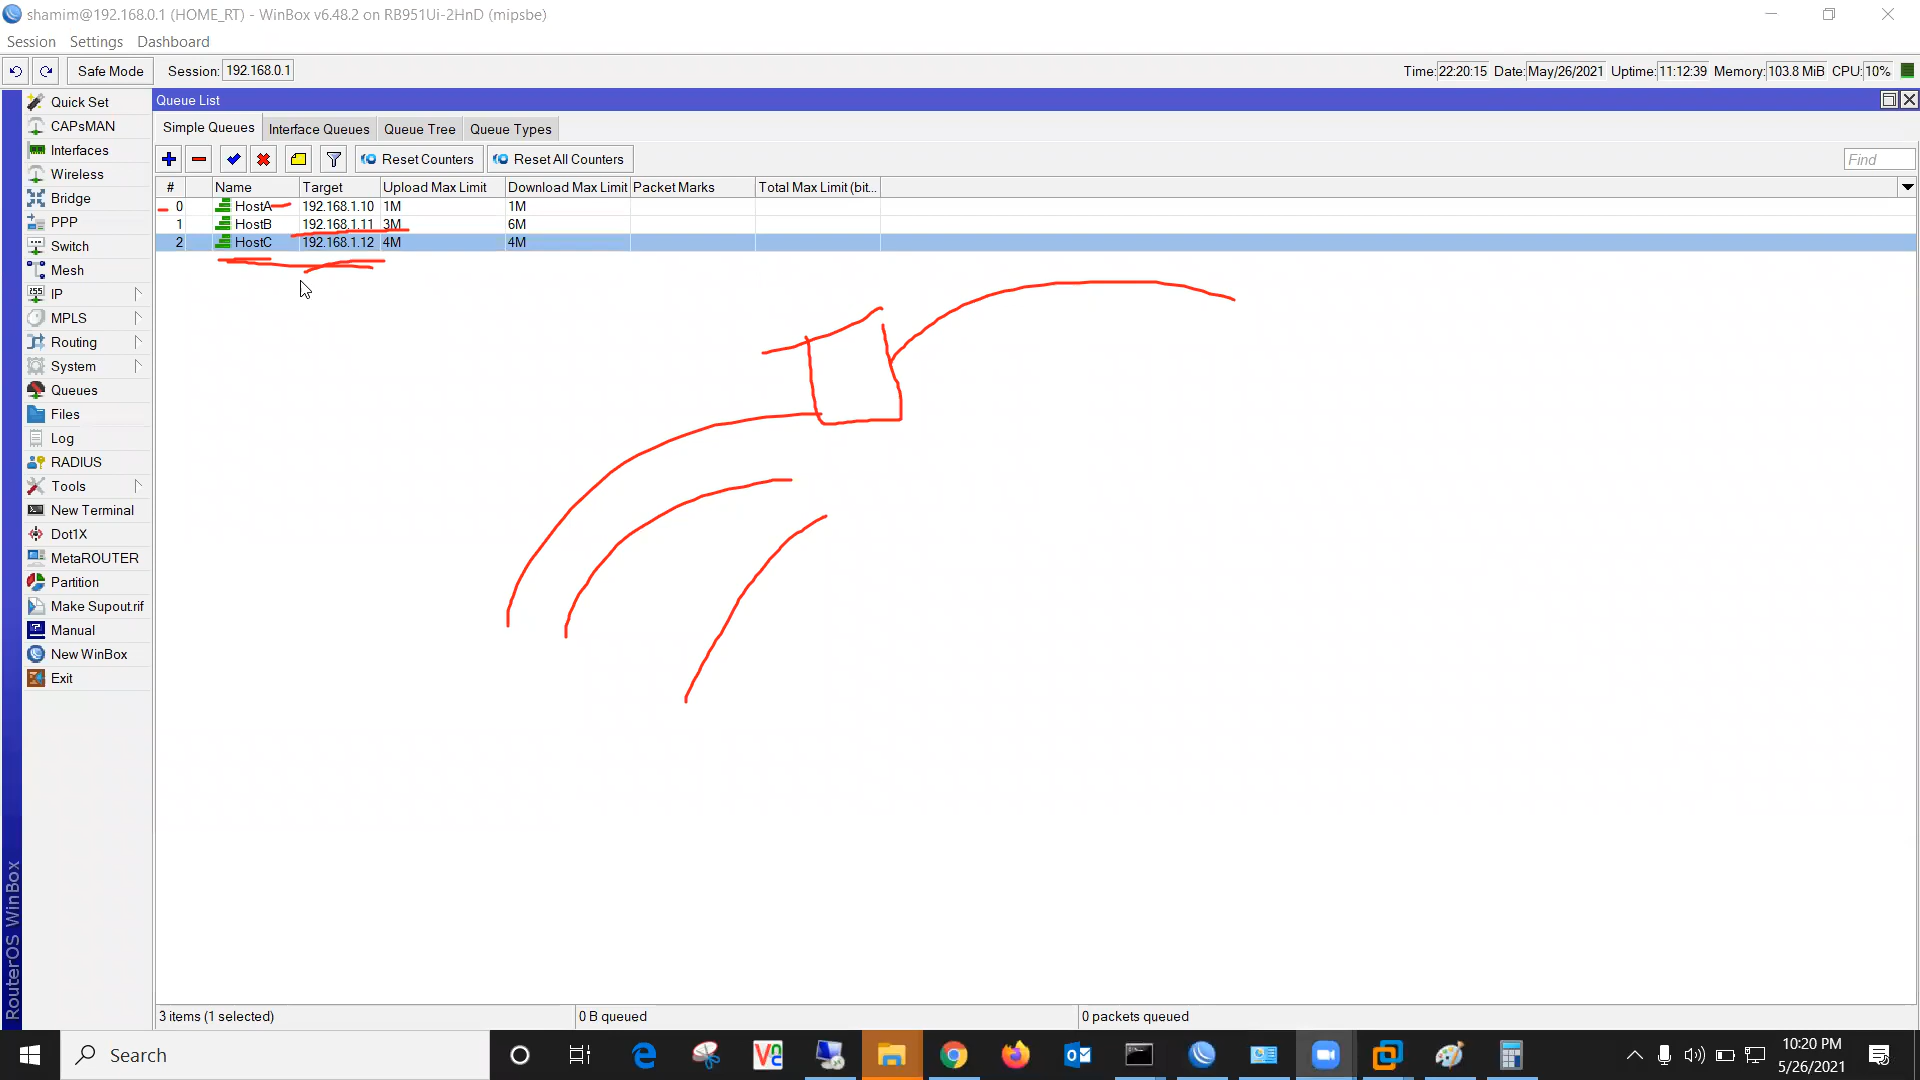 shamim@192.168.0.1 (HOME_RT) - WinBox v6.48.2 on RB951Ui-2HnD (mipsbe)
Session Settings Dashboard
Safe Mode Session: 192.168.0.1 Time: 22:20:15 Date: May/26/2021 Uptime: 11:12:39 Memory: 103.8 MiB CPU: 10%
Quick Set
CAPsMAN
Interfaces
Wireless
Bridge
PPP
Switch
Mesh
IP
MPLS
Routing
System
Queues
Files
Log
RADIUS
Tools
New Terminal
Dot1X
MetaROUTER
Partition
Make Supout.rif
Manual
New WinBox
Exit
RouterOS WinBox
Queue List
Simple Queues Interface Queues Queue Tree Queue Types
Reset Counters Reset All Counters Find
# Name Target Upload Max Limit Download Max Limit Packet Marks Total Max Limit (bit...
0 HostA 192.168.1.10 1M 1M
1 HostB 192.168.1.11 3M 6M
2 HostC 192.168.1.12 4M 4M
3 items (1 selected) 0 B queued 0 packets queued
Search
10:20 PM
5/26/2021